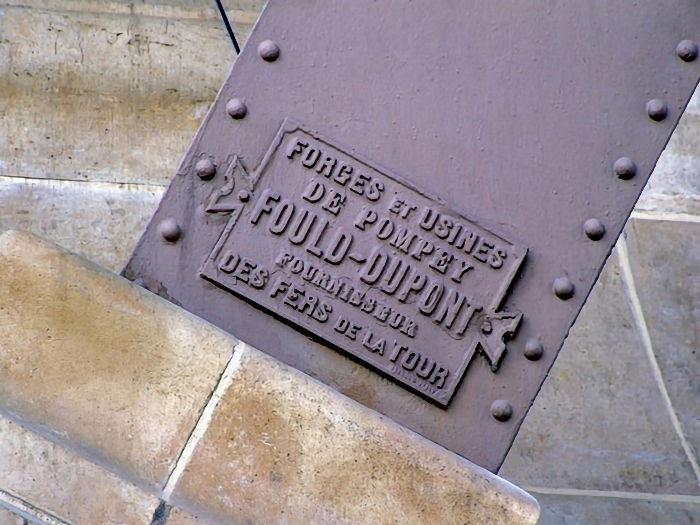 FORGES ET USINES
DE POMPEY
FOULD-DUPONT
FOURNISSEUR
DES FERS DE LA TOUR